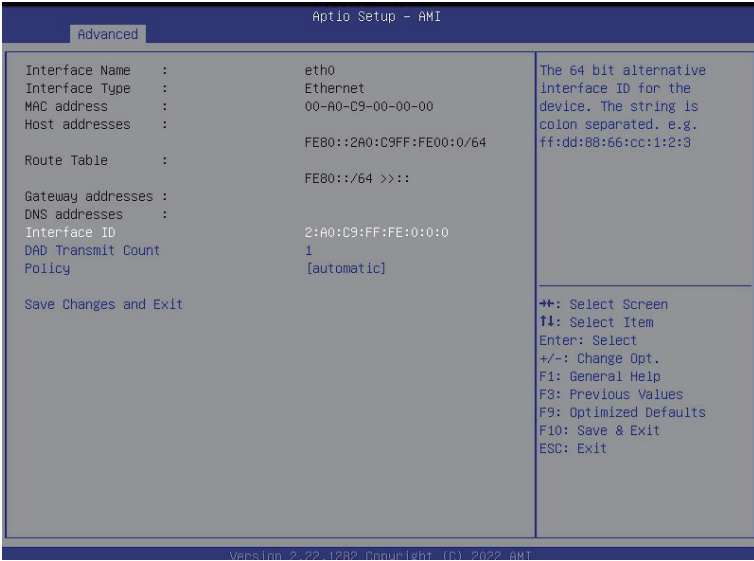 Aptio Setup – AMI
Advanced
Interface Name : eth0
Interface Type : Ethernet
MAC address : 00-A0-C9-00-00-00
Host addresses :
FE80::2A0:C9FF:FE00:0/64
Route Table :
FE80::/64 >>::
Gateway addresses :
DNS addresses :
Interface ID 2:A0:C9:FF:FE:0:0:0
DAD Transmit Count 1
Policy [automatic]
Save Changes and Exit
The 64 bit alternative
interface ID for the
device. The string is
colon separated. e.g.
ff:dd:88:66:cc:1:2:3
→←: Select Screen
↑↓: Select Item
Enter: Select
+/-: Change Opt.
F1: General Help
F3: Previous Values
F9: Optimized Defaults
F10: Save & Exit
ESC: Exit
Version 2.22.1282 Copyright (C) 2022 AMI